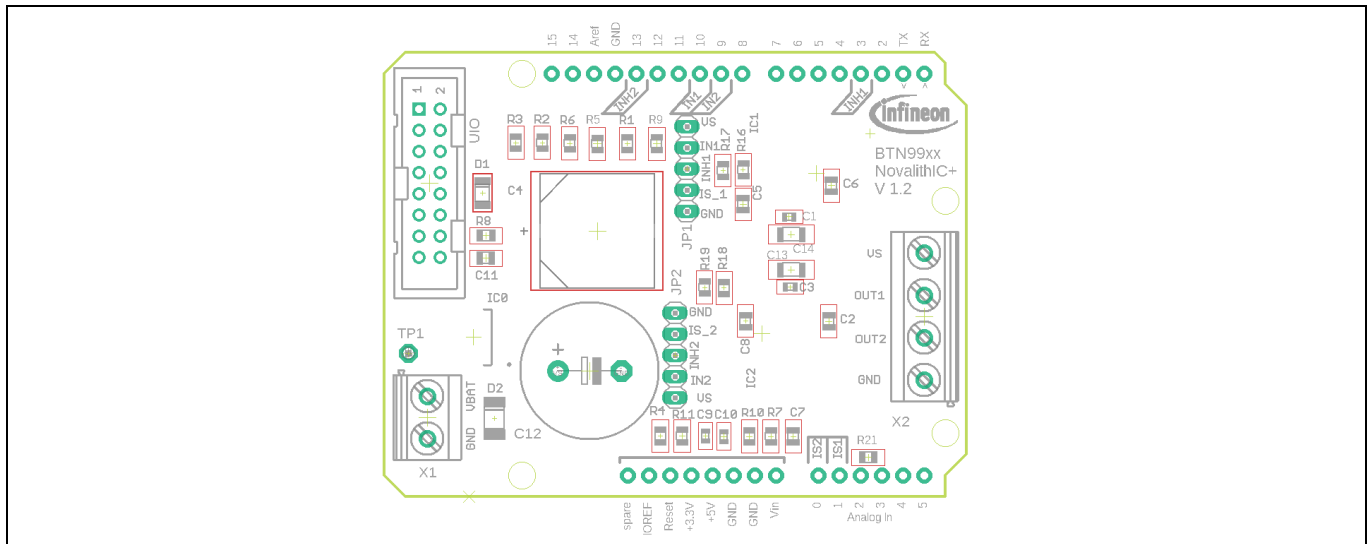 15 14 Aref GND 13 12 11 10 9 8 7 6 5 4 3 2 TX RX
< >
INH2 IN1 IN2 INH1
infineon
BTN99xx
NovalithIC+
V 1.2
1 2
UIO
R3 R2 R6 R5 R1 R9
VS
IN1
INH1
IS_1
GND
JP1
R17 R16 IC1
D1
C4
+
C5
C6
C1
C14
R8
C11
C13
C3
R19 R18
JP2
GND
IS_2
INH2
IN2
VS
IC0
C8
C2
IC2
VS
OUT1
OUT2
GND
X2
TP1
+
VBAT
GND
X1
D2
C12
R4 R11 C9 C10 R10 R7 C7
IS2 IS1
R21
spare IOREF Reset +3.3V +5V GND GND Vin
0 1 2 3 4 5
Analog In